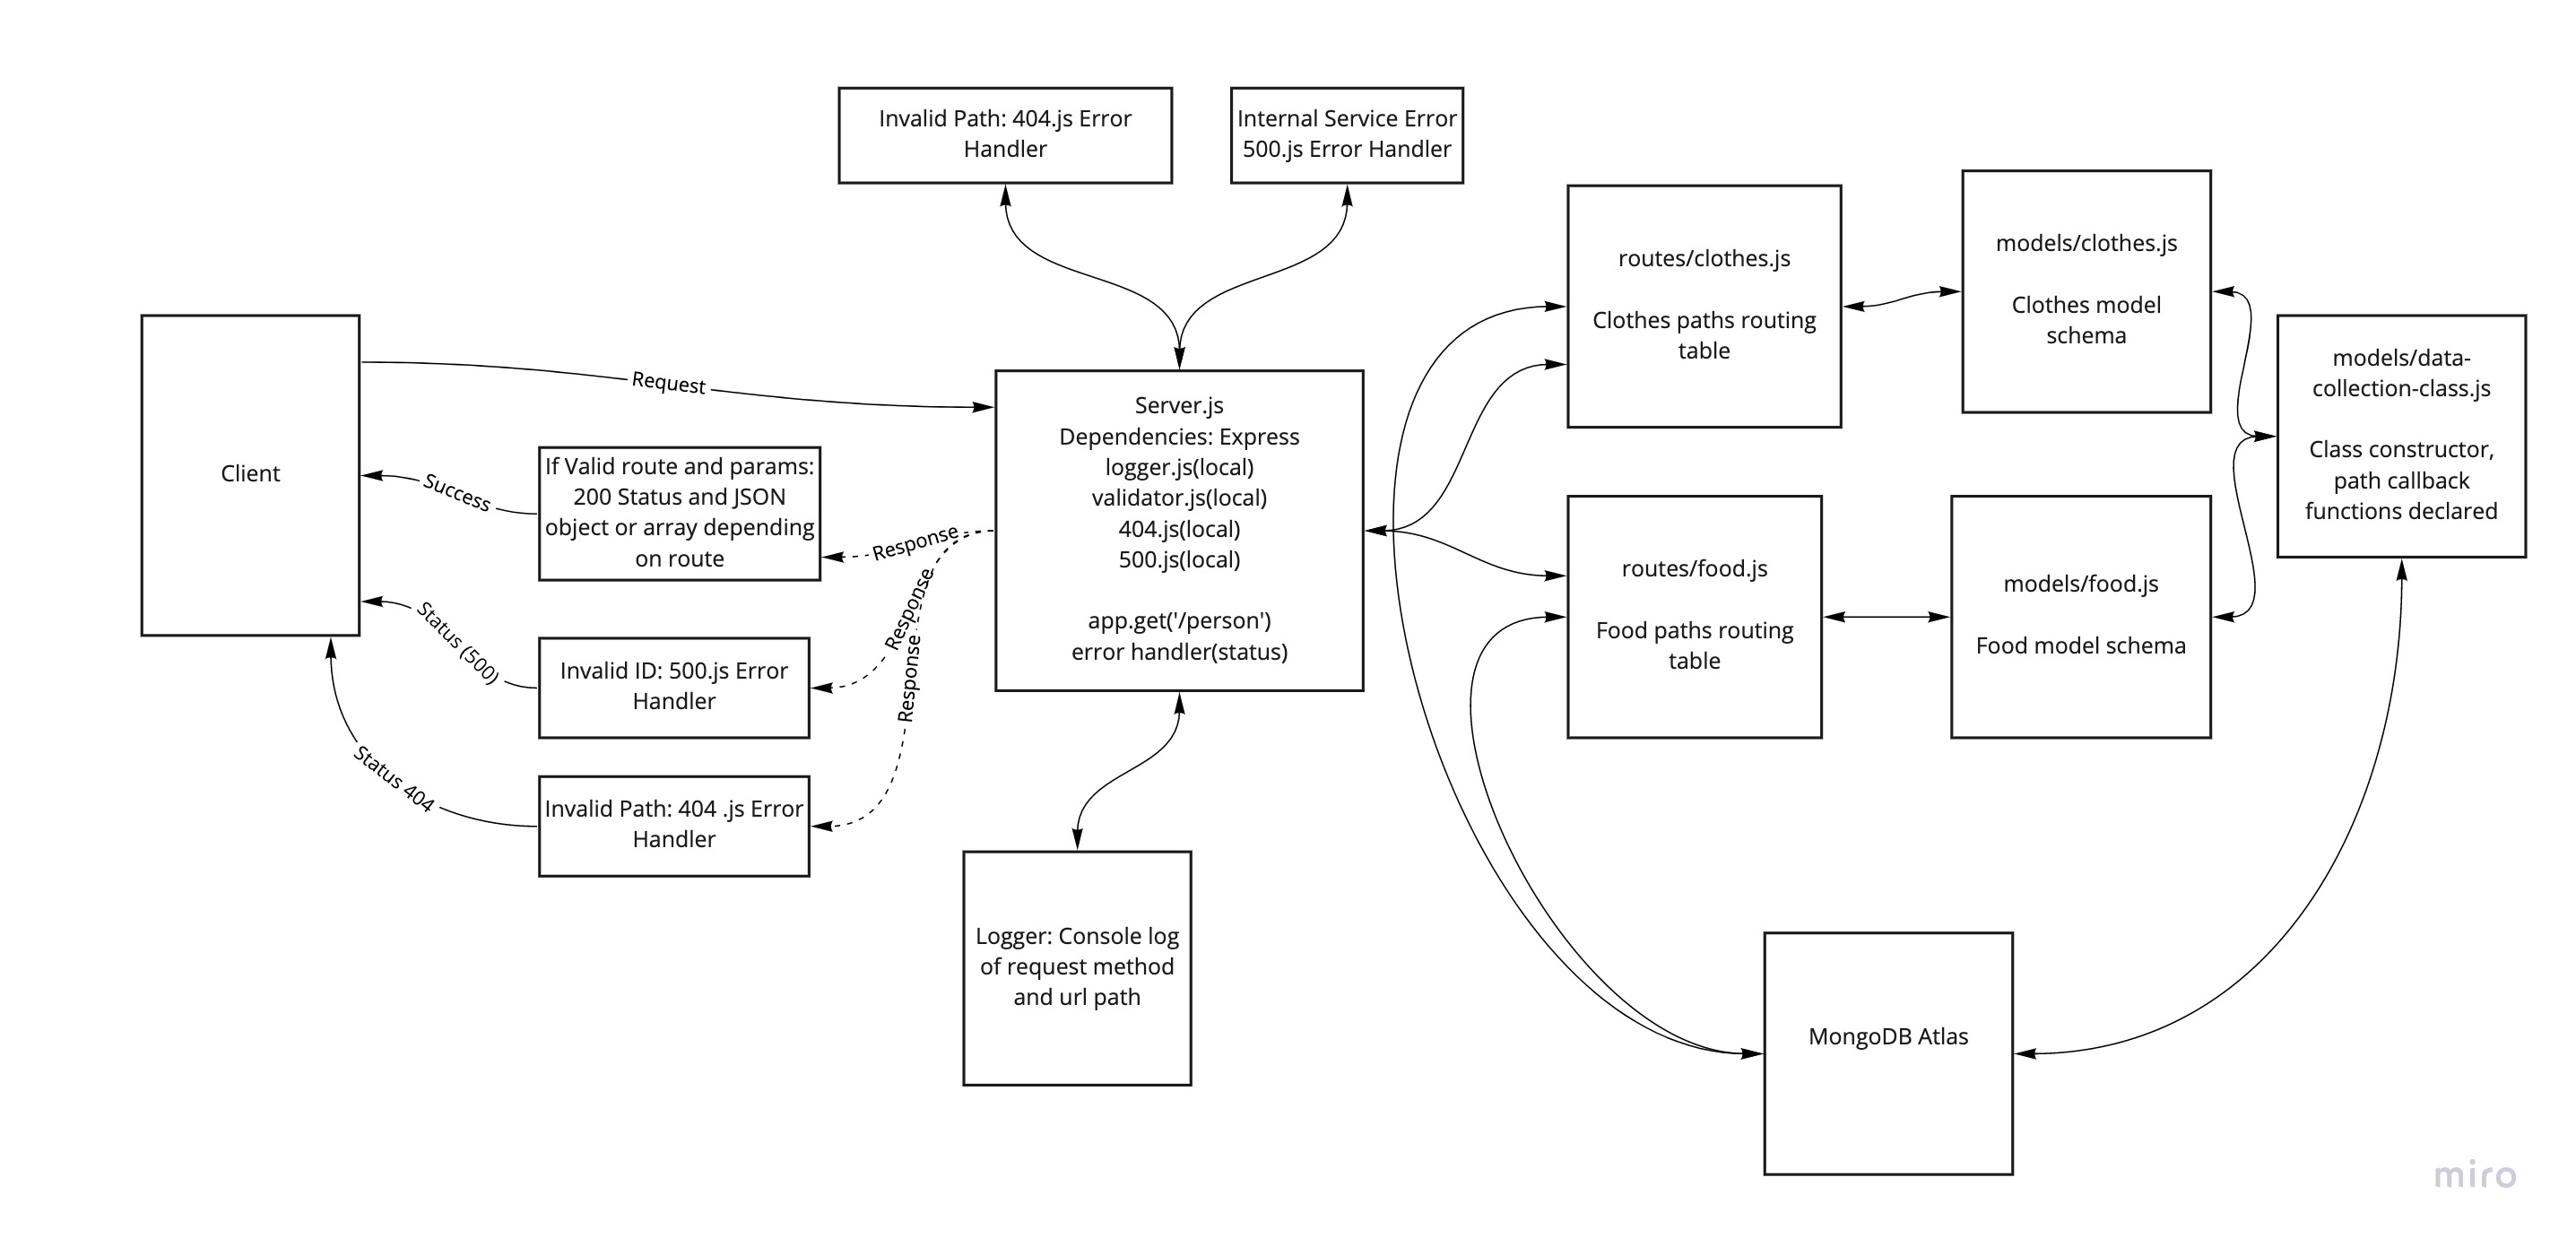 Invalid Path: 404.js Error
Handler
Internal Service Error
500.js Error Handler
routes/clothes.js
Clothes paths routing
table
models/clothes.js
Clothes model
schema
models/data-
collection-class.js
Class constructor,
path callback
functions declared
Client
Request
Success
If Valid route and params:
200 Status and JSON
object or array depending
on route
Response
Response
Response
Status (500)
Invalid ID: 500.js Error
Handler
Status 404
Invalid Path: 404 .js Error
Handler
Server.js
Dependencies: Express
logger.js(local)
validator.js(local)
404.js(local)
500.js(local)
app.get('/person')
error handler(status)
routes/food.js
Food paths routing
table
models/food.js
Food model schema
Logger: Console log
of request method
and url path
MongoDB Atlas
miro